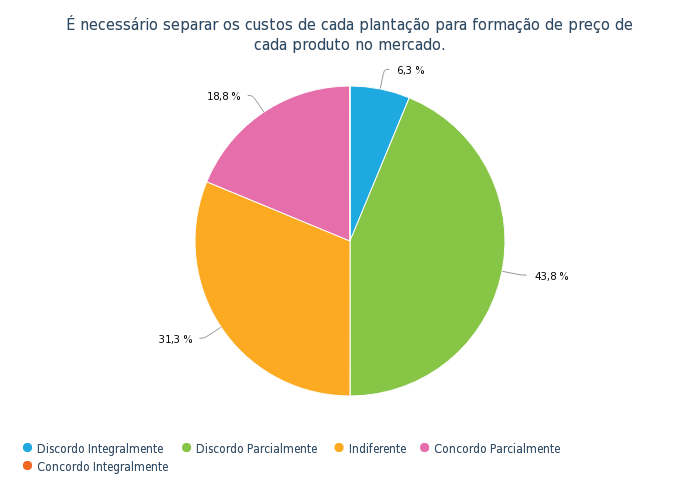 É necessário separar os custos de cada plantação para formação de preço de
cada produto no mercado.
6,3 %
18,8 %
43,8 %
31,3 %
Discordo Integralmente
Discordo Parcialmente
Indiferente
Concordo Parcialmente
Concordo Integralmente